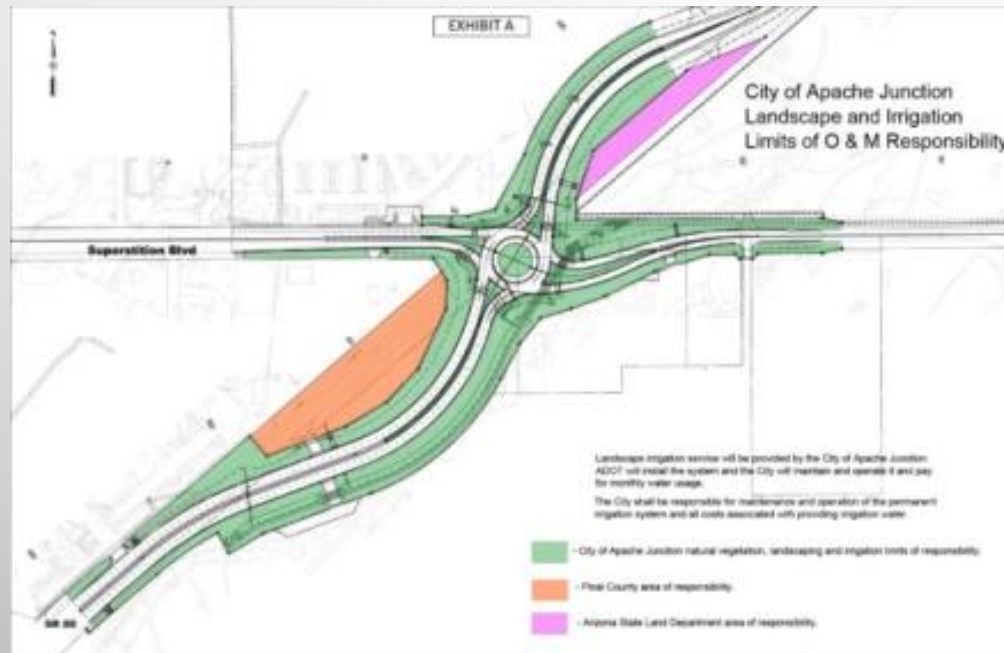 EXHIBIT A
City of Apache Junction
Landscape and Irrigation
Limits of O & M Responsibility
Superstition Blvd
Landscape irrigation service will be provided by the City of Apache Junction.
ADOT will install the system and the City will maintain and operate it and pay
for monthly water usage.
The City shall be responsible for maintenance and operation of the permanent
irrigation system and all costs associated with providing irrigation water.
- City of Apache Junction natural vegetation, landscaping and irrigation limits of responsibility.
- Pinal County area of responsibility.
- Arizona State Land Department area of responsibility.
SR 88